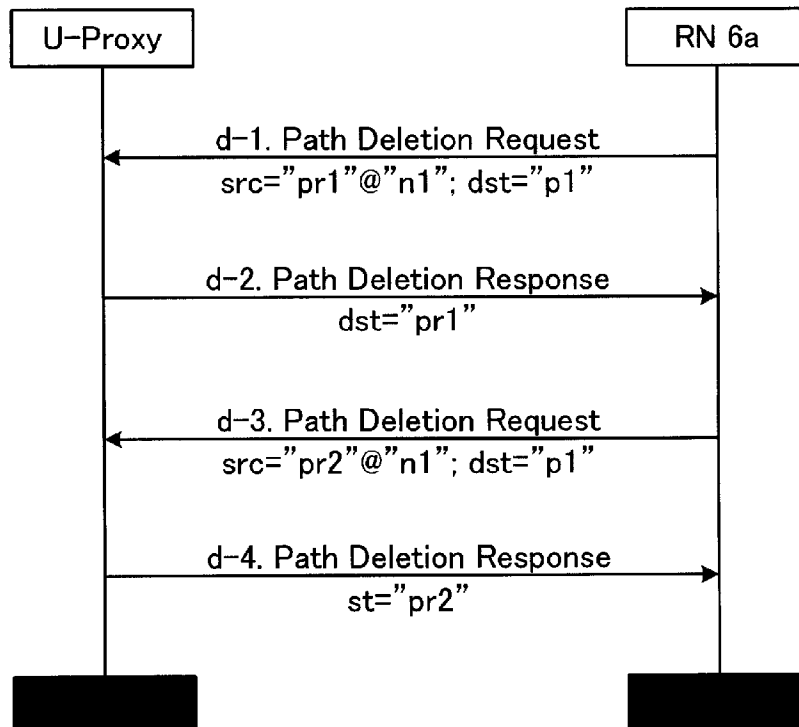 U-Proxy
RN 6a
d-1. Path Deletion Request
src="pr1"@"n1"; dst="p1"
d-2. Path Deletion Response
dst="pr1"
d-3. Path Deletion Request
src="pr2"@"n1"; dst="p1"
d-4. Path Deletion Response
st="pr2"